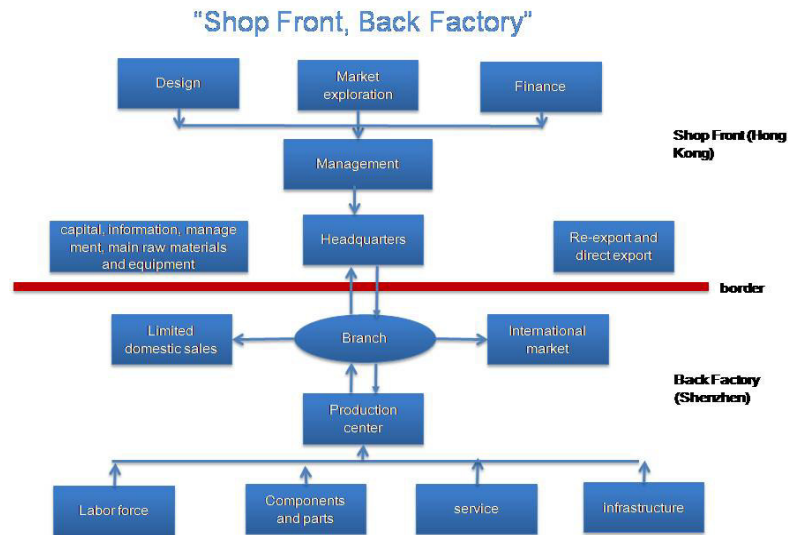 "Shop Front, Back Factory"
Design
Market
exploration
Finance
Shop Front (Hong
Kong)
Management
capital, information, manage
ment, main raw materials
and equipment
Headquarters
Re-export and
direct export
border
Limited
domestic sales
Branch
International
market
Back Factory
(Shenzhen)
Production
center
Labor force
Components
and parts
service
infrastructure